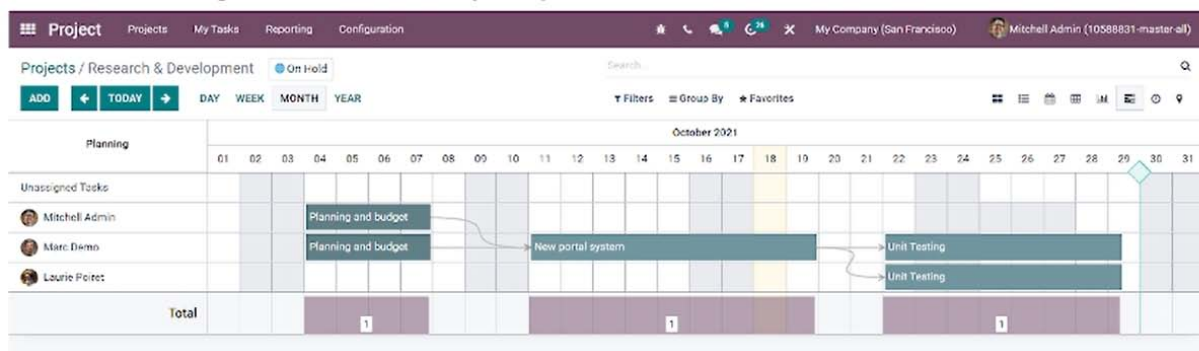 Project Projects My Tasks Reporting Configuration 5 26 My Company (San Francisco) Mitchell Admin (10588831-master-all)
Projects / Research & Development On Hold Search...
ADD TODAY DAY WEEK MONTH YEAR Filters Group By Favorites
Planning October 2021
01 02 03 04 05 06 07 08 09 10 11 12 13 14 15 16 17 18 19 20 21 22 23 24 25 26 27 28 29 30 31
Unassigned Tasks
Mitchell Admin Planning and budget
Marc Demo Planning and budget New portal system Unit Testing
Laurie Poiret Unit Testing
Total 1 1 1